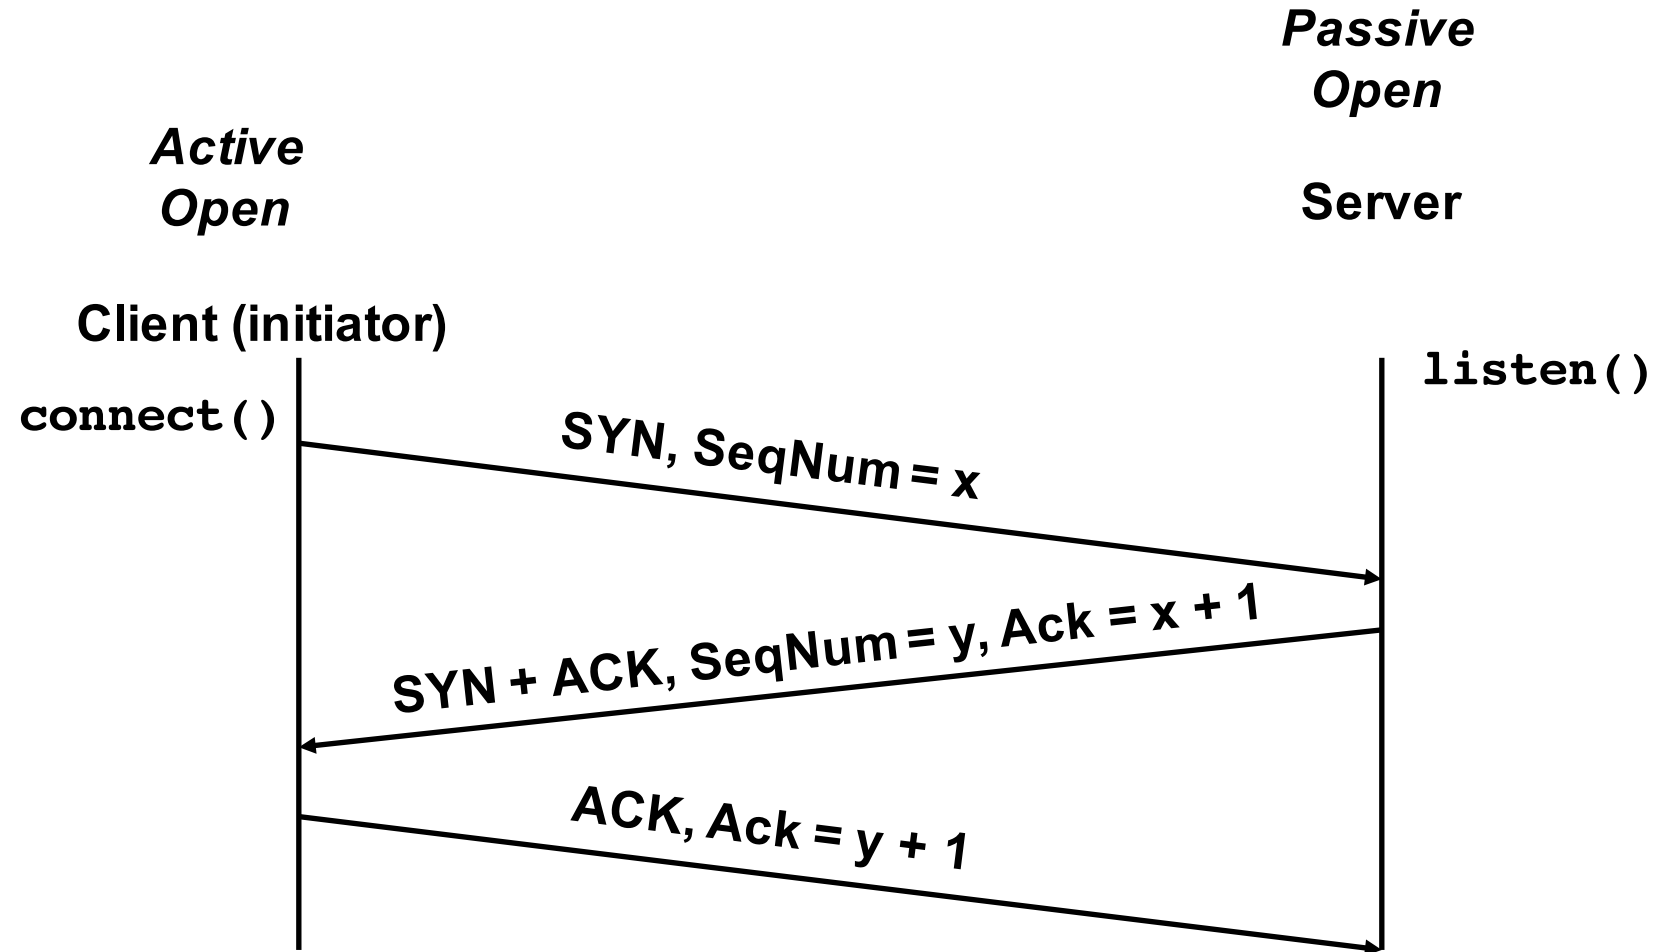 Passive
Open
Active
Open
Server
Client (initiator)
listen()
connect()
SYN, SeqNum = x
SYN + ACK, SeqNum = y, Ack = x + 1
ACK, Ack = y + 1